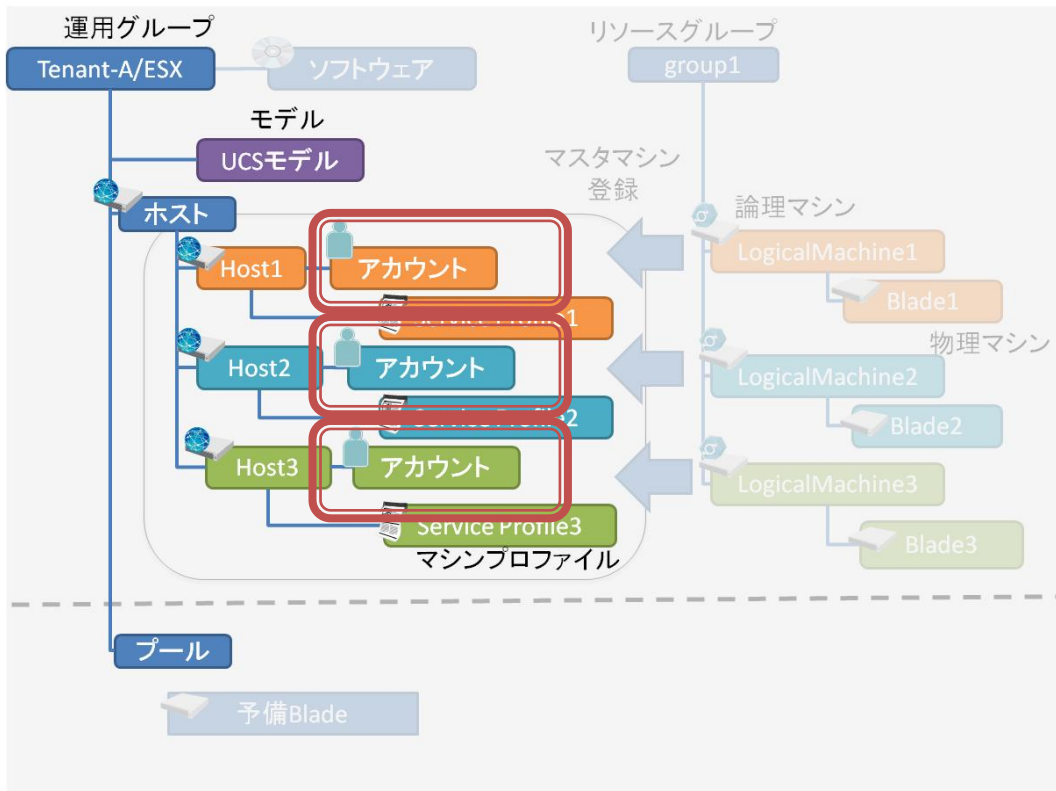 運用グループ
Tenant-A/ESX
ソフトウェア
リソースグループ
group1
モデル
UCSモデル
マスタマシン
登録
ホスト
論理マシン
Host1
アカウント
LogicalMachine1
Service Profile1
Blade1
物理マシン
Host2
アカウント
LogicalMachine2
Service Profile2
Blade2
Host3
アカウント
LogicalMachine3
Service Profile3
Blade3
マシンプロファイル
プール
予備Blade